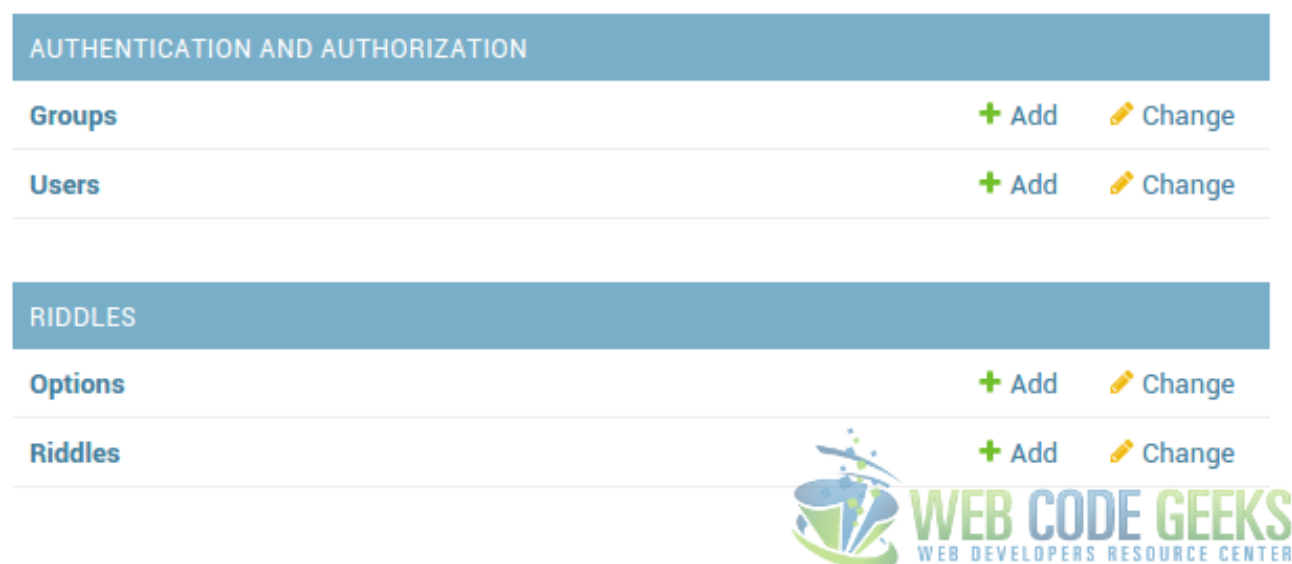 AUTHENTICATION AND AUTHORIZATION
Groups Add Change
Users Add Change
RIDDLES
Options Add Change
Riddles Add Change
WEB CODE GEEKS
WEB DEVELOPERS RESOURCE CENTER